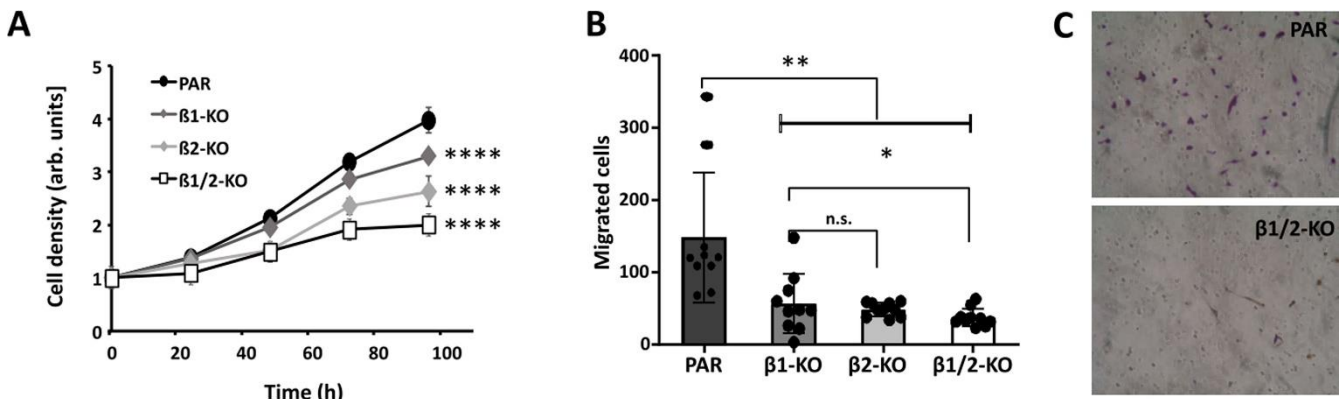 A
Cell density (arb. units]
5
4
3
2
1
0
PAR
ß1-KO
ß2-KO
ß1/2-KO
****
****
****
0 20 40 60 80 100
Time (h)
B
Migrated cells
400
300
200
100
0
**
*
n.s.
PAR β1-KO β2-KO β1/2-KO
C
PAR
β1/2-KO